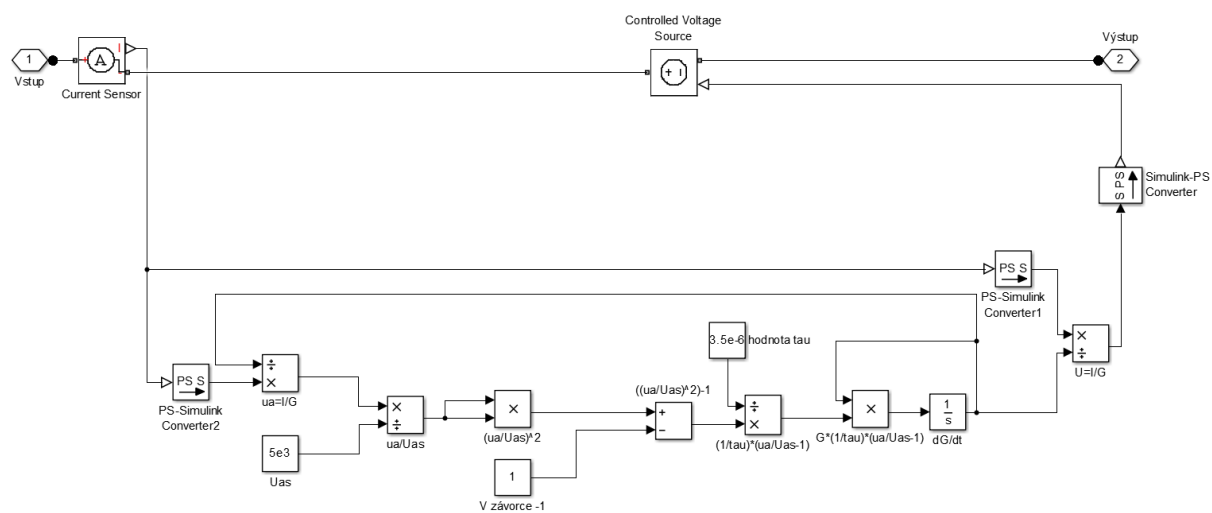 Controlled Voltage
Source
Výstup
2
1
Vstup
I
+
A
-
Current Sensor
+ I
S PS
Simulink-PS
Converter
PS S
PS-Simulink
Converter1
×
÷
U=I/G
3.5e-6
hodnota tau
÷
×
ua=I/G
PS S
PS-Simulink
Converter2
×
÷
ua/Uas
×
(ua/Uas)^2
((ua/Uas)^2)-1
+
−
÷
×
(1/tau)*(ua/Uas-1)
×
G*(1/tau)*(ua/Uas-1)
1
s
dG/dt
5e3
Uas
1
V závorce -1